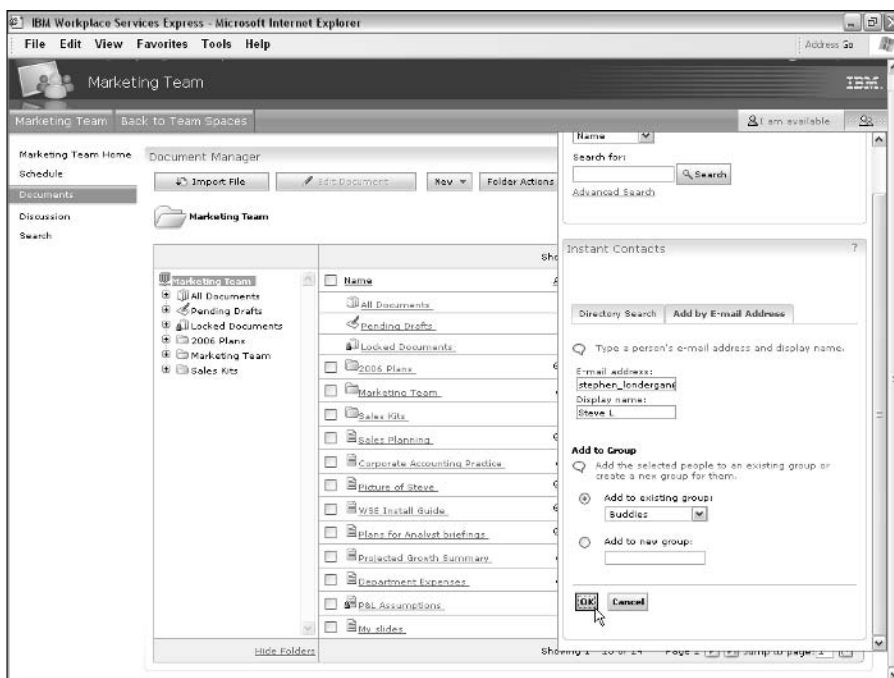 IBM Workplace Services Express - Microsoft Internet Explorer
File Edit View Favorites Tools Help
Address Go
Marketing Team
IBM.
Marketing Team Back to Team Spaces
I am available
Marketing Team Home
Schedule
Documents
Discussion
Search
Document Manager
Import File Edit Document New Folder Actions
Marketing Team
Marketing Team
All Documents
Pending Drafts
Locked Documents
2006 Plans
Marketing Team
Sales Kits
Hide Folders
Sho
Name
All Documents
Pending Drafts
Locked Documents
2006 Plans
Marketing Team
Sales Kits
Sales Planning
Corporate Accounting Practice
Picture of Steve
WSE Install Guide
Plans for Analyst briefings
Projected Growth Summary
Department Expenses
P&L Assumptions
My slides
Name
Search for:
Search
Advanced Search
Instant Contacts
?
Directory Search Add by E-mail Address
Type a person's e-mail address and display name.
E-mail address:
stephen_londergan
Display name:
Steve L
Add to Group
Add the selected people to an existing group or
create a new group for them.
Add to existing group:
Buddies
Add to new group:
OK Cancel